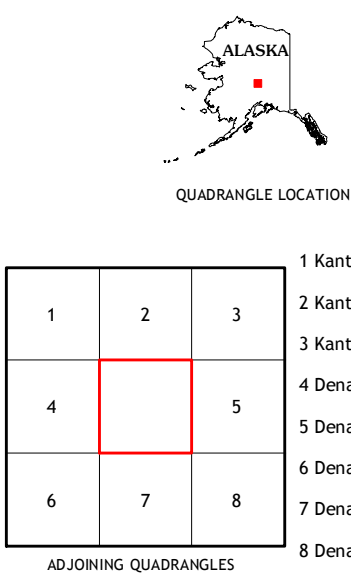 ALASKA
QUADRANGLE LOCATION
1 2 3
4 5
6 7 8
ADJOINING QUADRANGLES
1 Kant
2 Kant
3 Kant
4 Dena
5 Dena
6 Dena
7 Dena
8 Dena